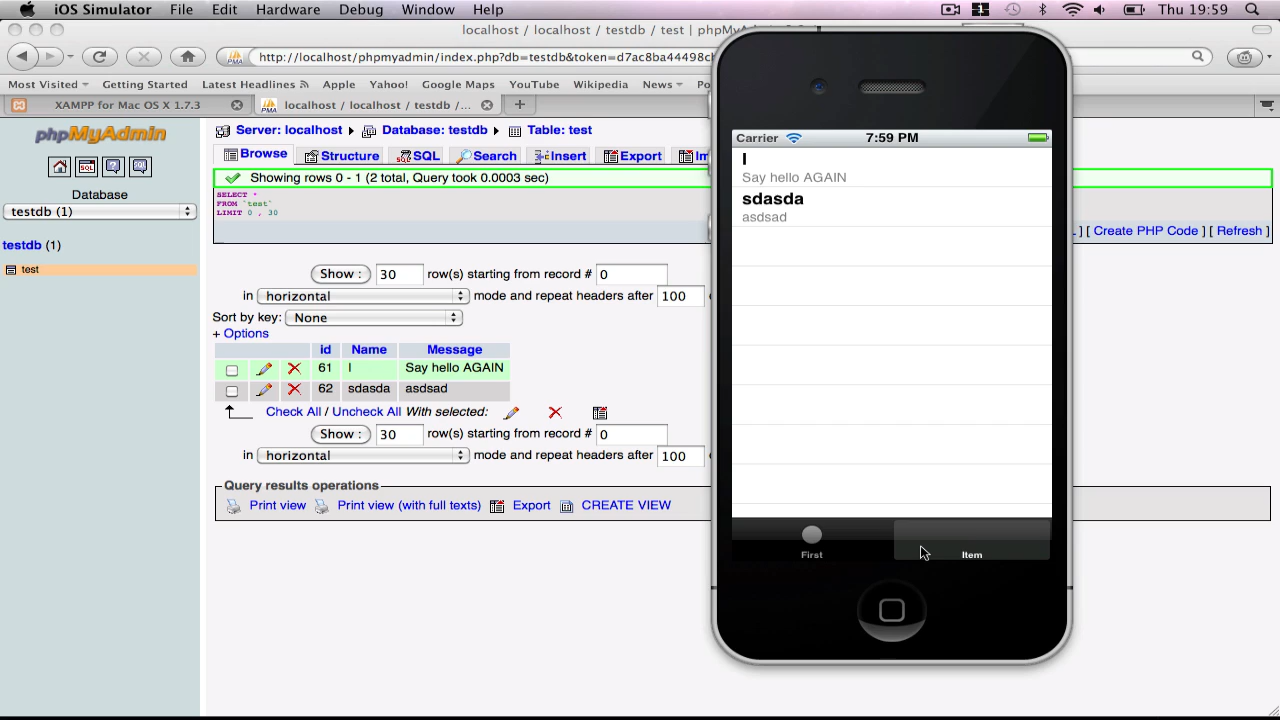 iOS Simulator File Edit Hardware Debug Window Help 1 Thu 19:59
localhost / localhost / testdb / test | phpM
http://localhost/phpmyadmin/index.php?db=testdb&token=d7ac8ba44498c
Most Visited Getting Started Latest Headlines Apple Yahoo! Google Maps YouTube Wikipedia News Po
XAMPP for Mac OS X 1.7.3 localhost / localhost / testdb /...
phpMyAdmin
Database
testdb (1)
testdb (1)
test
Server: localhost Database: testdb Table: test
Browse Structure SQL Search Insert Export Im
Showing rows 0 - 1 (2 total, Query took 0.0003 sec)
SELECT *
FROM `test`
LIMIT 0 , 30
] [ Create PHP Code ] [ Refresh ]
Show : 30 row(s) starting from record # 0
in horizontal mode and repeat headers after 100
Sort by key: None
+ Options
id Name Message
61 I Say hello AGAIN
62 sdasda asdsad
Check All / Uncheck All With selected:
Show : 30 row(s) starting from record # 0
in horizontal mode and repeat headers after 100
Query results operations
Print view Print view (with full texts) Export CREATE VIEW
Carrier 7:59 PM
I
Say hello AGAIN
sdasda
asdsad
First Item